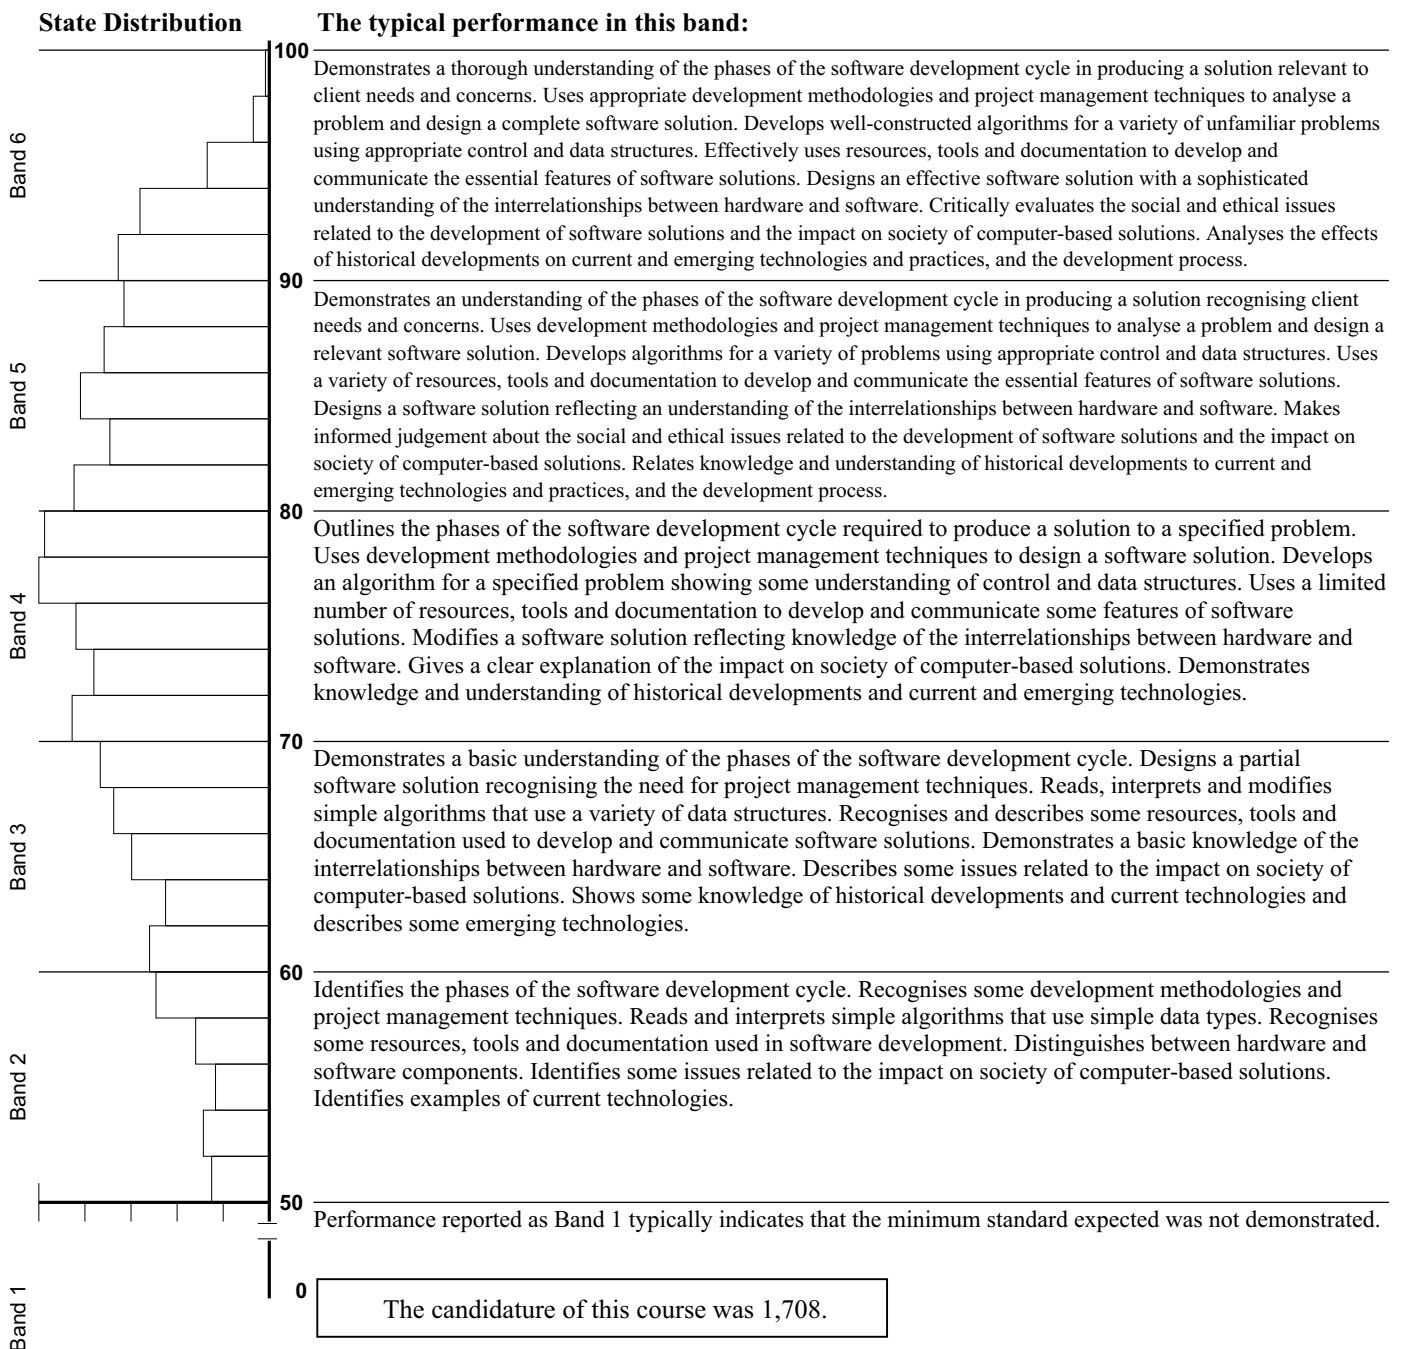 State Distribution
The typical performance in this band:
100
Band 6
Demonstrates a thorough understanding of the phases of the software development cycle in producing a solution relevant to
client needs and concerns. Uses appropriate development methodologies and project management techniques to analyse a
problem and design a complete software solution. Develops well-constructed algorithms for a variety of unfamiliar problems
using appropriate control and data structures. Effectively uses resources, tools and documentation to develop and
communicate the essential features of software solutions. Designs an effective software solution with a sophisticated
understanding of the interrelationships between hardware and software. Critically evaluates the social and ethical issues
related to the development of software solutions and the impact on society of computer-based solutions. Analyses the effects
of historical developments on current and emerging technologies and practices, and the development process.
90
Band 5
Demonstrates an understanding of the phases of the software development cycle in producing a solution recognising client
needs and concerns. Uses development methodologies and project management techniques to analyse a problem and design a
relevant software solution. Develops algorithms for a variety of problems using appropriate control and data structures. Uses
a variety of resources, tools and documentation to develop and communicate the essential features of software solutions.
Designs a software solution reflecting an understanding of the interrelationships between hardware and software. Makes
informed judgement about the social and ethical issues related to the development of software solutions and the impact on
society of computer-based solutions. Relates knowledge and understanding of historical developments to current and
emerging technologies and practices, and the development process.
80
Band 4
Outlines the phases of the software development cycle required to produce a solution to a specified problem.
Uses development methodologies and project management techniques to design a software solution. Develops
an algorithm for a specified problem showing some understanding of control and data structures. Uses a limited
number of resources, tools and documentation to develop and communicate some features of software
solutions. Modifies a software solution reflecting knowledge of the interrelationships between hardware and
software. Gives a clear explanation of the impact on society of computer-based solutions. Demonstrates
knowledge and understanding of historical developments and current and emerging technologies.
70
Band 3
Demonstrates a basic understanding of the phases of the software development cycle. Designs a partial
software solution recognising the need for project management techniques. Reads, interprets and modifies
simple algorithms that use a variety of data structures. Recognises and describes some resources, tools and
documentation used to develop and communicate software solutions. Demonstrates a basic knowledge of the
interrelationships between hardware and software. Describes some issues related to the impact on society of
computer-based solutions. Shows some knowledge of historical developments and current technologies and
describes some emerging technologies.
60
Band 2
Identifies the phases of the software development cycle. Recognises some development methodologies and
project management techniques. Reads and interprets simple algorithms that use simple data types. Recognises
some resources, tools and documentation used in software development. Distinguishes between hardware and
software components. Identifies some issues related to the impact on society of computer-based solutions.
Identifies examples of current technologies.
50
Performance reported as Band 1 typically indicates that the minimum standard expected was not demonstrated.
0
Band 1
The candidature of this course was 1,708.